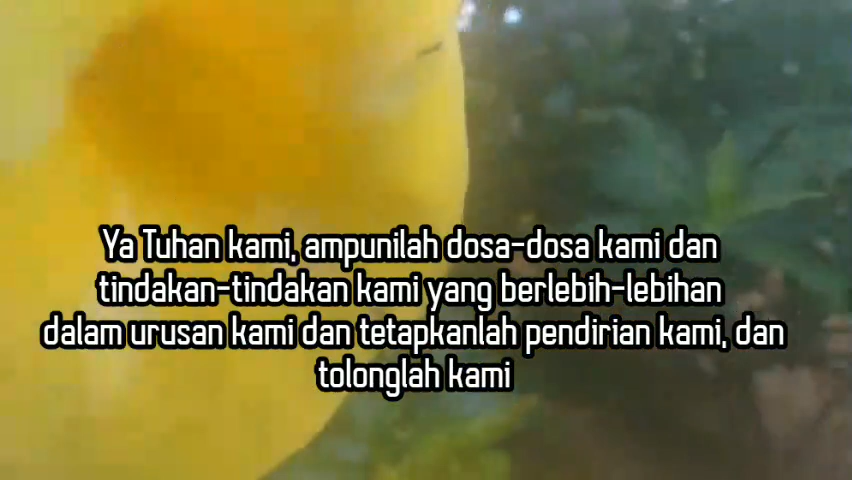 Ya Tuhan kami, ampunilah dosa-dosa kami dan
tindakan-tindakan kami yang berlebih-lebihan
dalam urusan kami dan tetapkanlah pendirian kami, dan
tolonglah kami